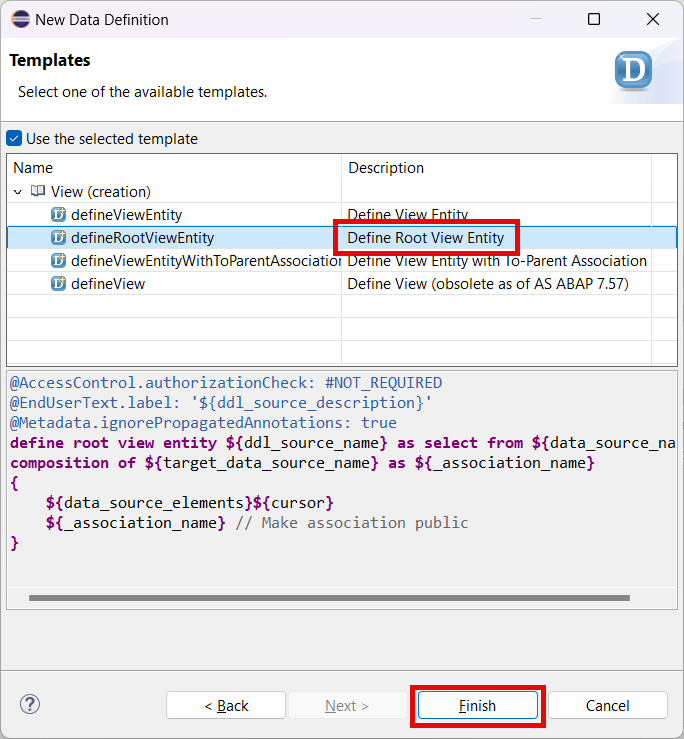 New Data Definition
Templates
Select one of the available templates.
D
Use the selected template
Name Description
View (creation)
defineViewEntity Define View Entity
defineRootViewEntity Define Root View Entity
defineViewEntityWithToParentAssociation Define View Entity with To-Parent Association
defineView Define View (obsolete as of AS ABAP 7.57)
@AccessControl.authorizationCheck: #NOT_REQUIRED
@EndUserText.label: '${ddl_source_description}'
@Metadata.ignorePropagatedAnnotations: true
define root view entity ${ddl_source_name} as select from ${data_source_na
composition of ${target_data_source_name} as ${_association_name}
{
${data_source_elements}${cursor}
${_association_name} // Make association public
}
? < Back Next > Finish Cancel